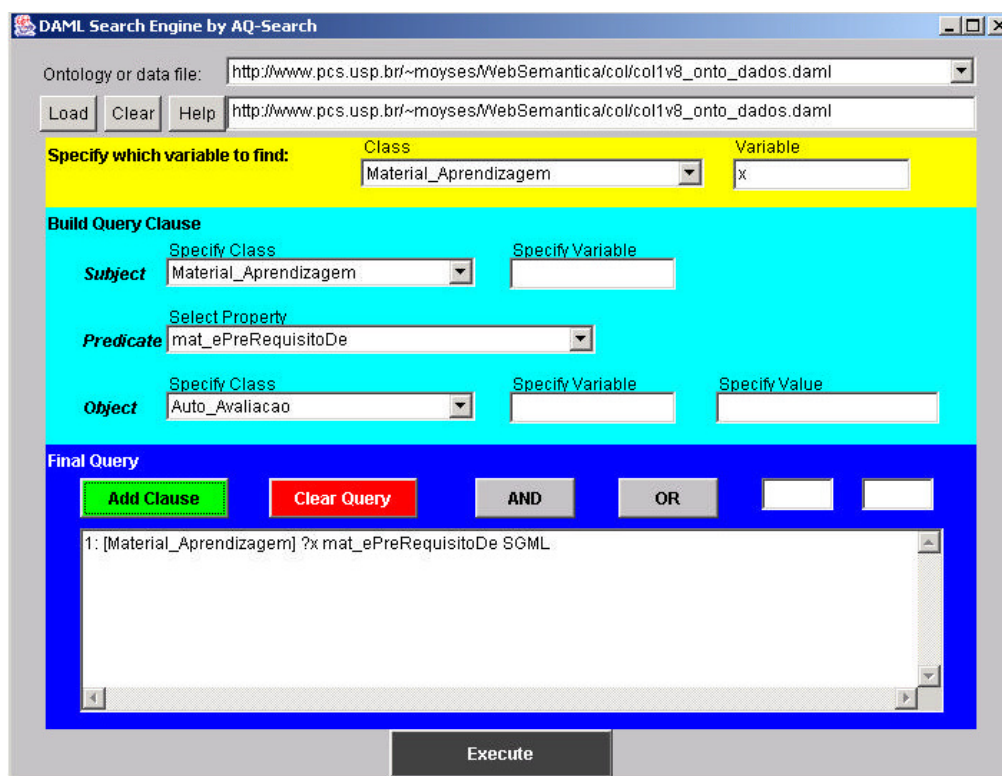 DAML Search Engine by AQ-Search
Ontology or data file: http://www.pcs.usp.br/~moyses/WebSemantica/col/col1v8_onto_dados.daml
Load Clear Help http://www.pcs.usp.br/~moyses/WebSemantica/col/col1v8_onto_dados.daml
Specify which variable to find: Class Variable
Material_Aprendizagem x
Build Query Clause
Specify Class Specify Variable
Subject Material_Aprendizagem
Select Property
Predicate mat_ePreRequisitoDe
Specify Class Specify Variable Specify Value
Object Auto_Avaliacao
Final Query
Add Clause Clear Query AND OR
1: [Material_Aprendizagem] ?x mat_ePreRequisitoDe SGML
Execute